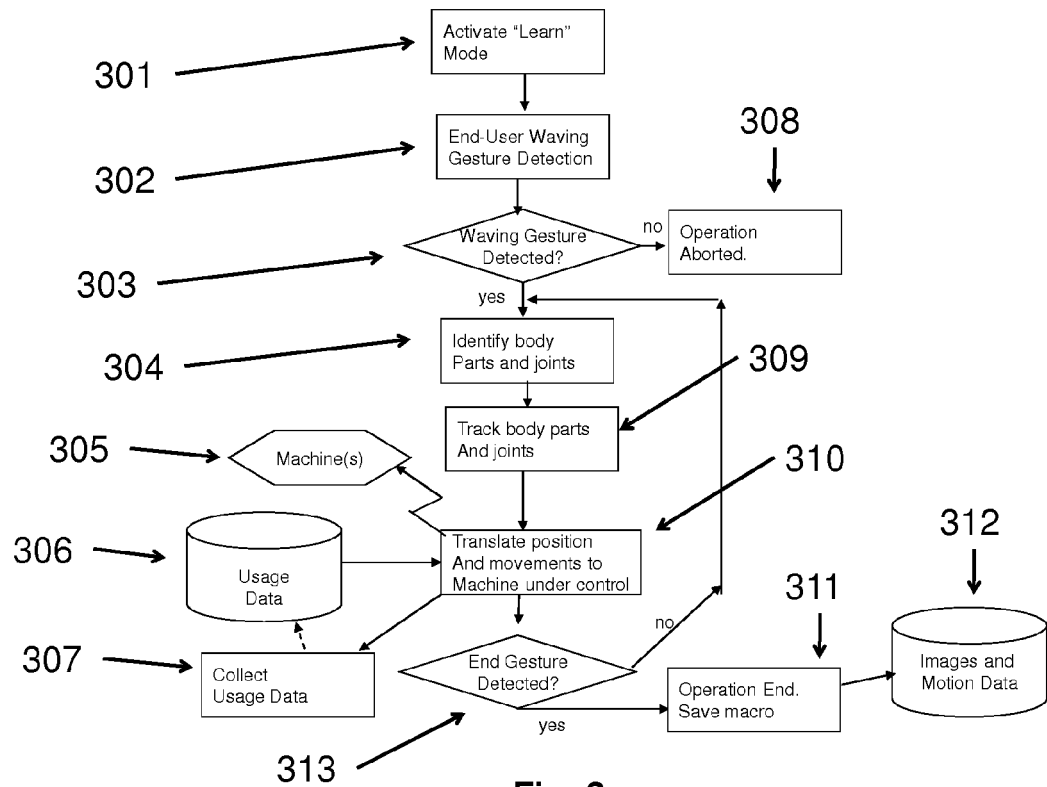 Activate "Learn"
Mode
301
End-User Waving
Gesture Detection
302
308
Waving Gesture
Detected?
no
Operation
Aborted.
303
yes
Identify body
Parts and joints
304
309
Track body parts
And joints
305
Machine(s)
310
306
Usage
Data
Translate position
And movements to
Machine under control
312
311
307
Collect
Usage Data
End Gesture
Detected?
no
yes
Operation End.
Save macro
Images and
Motion Data
313